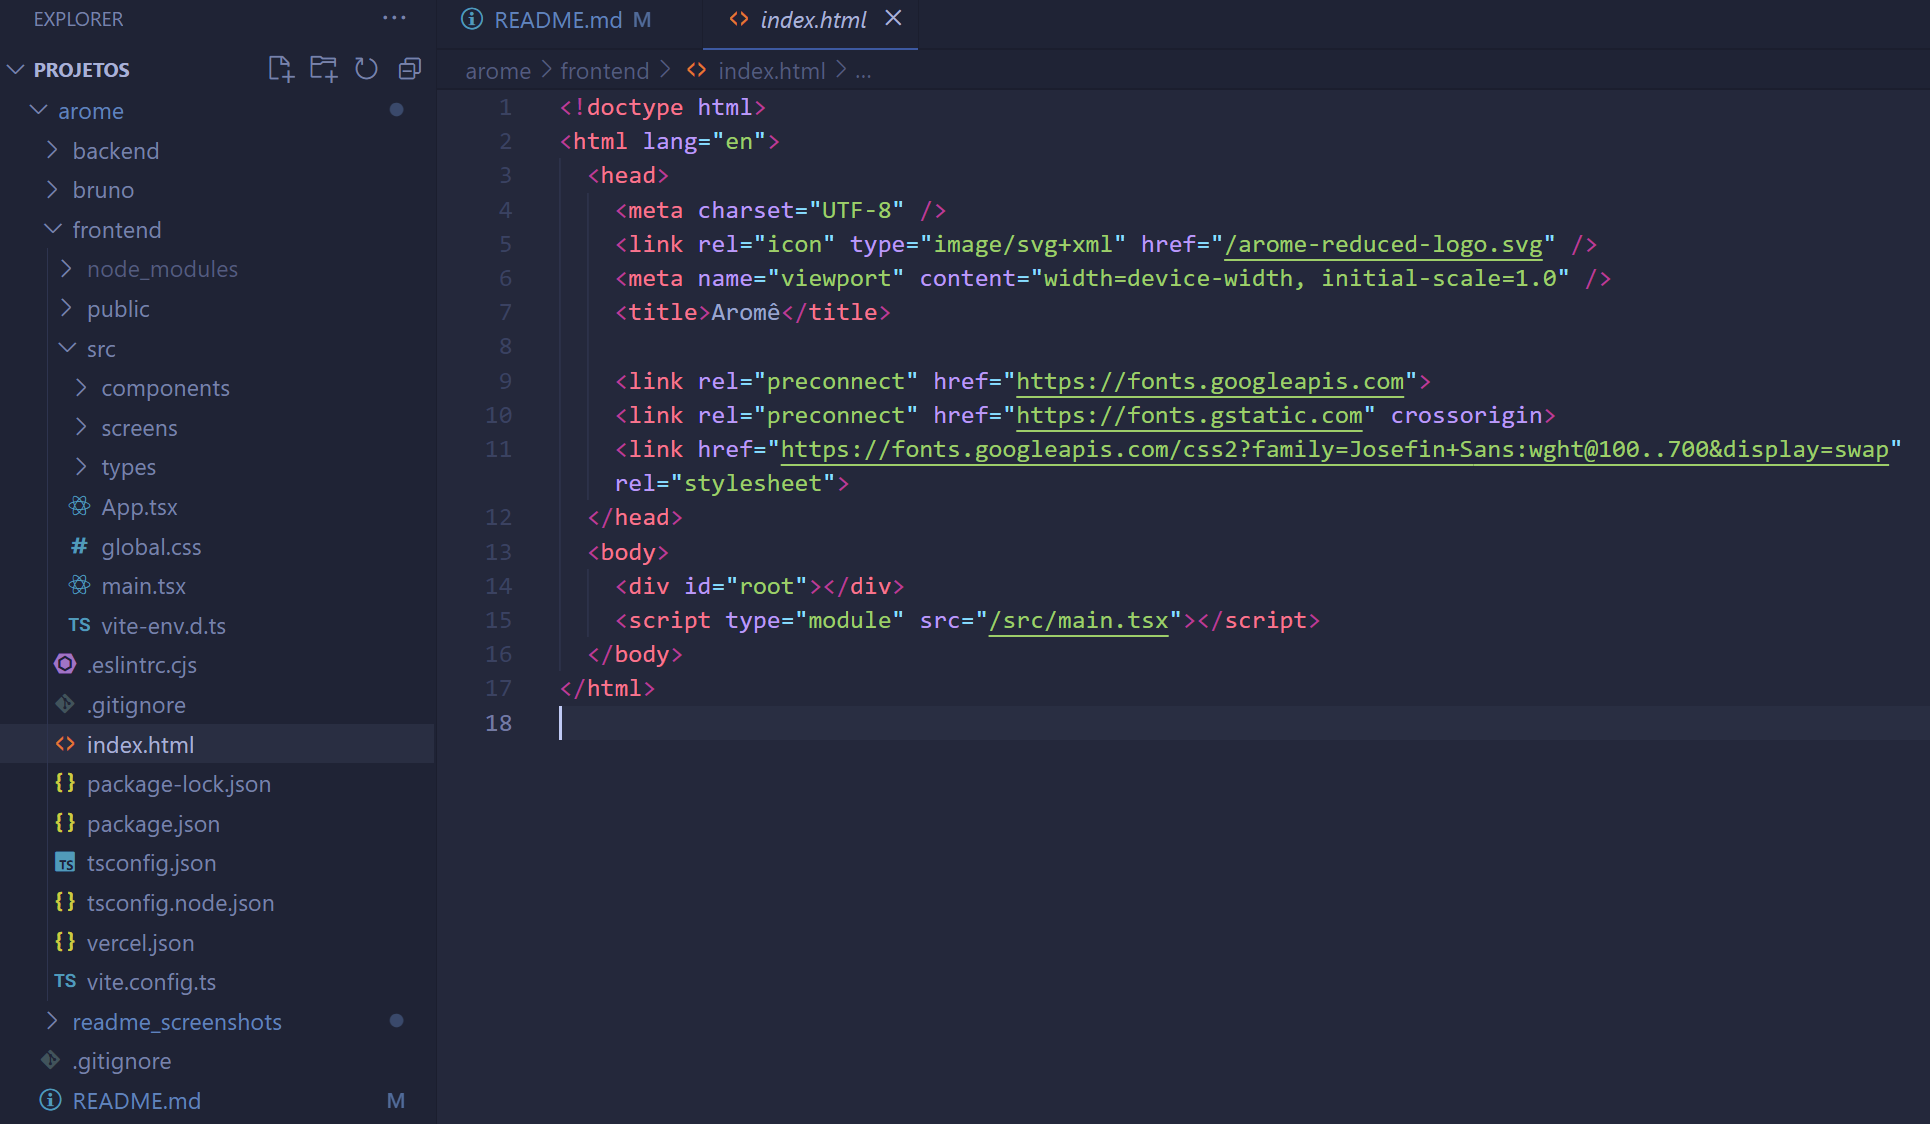 EXPLORER
PROJETOS
arome
backend
bruno
frontend
node_modules
public
src
components
screens
types
App.tsx
# global.css
main.tsx
TS vite-env.d.ts
.eslintrc.cjs
.gitignore
<> index.html
{} package-lock.json
{} package.json
TS tsconfig.json
{} tsconfig.node.json
{} vercel.json
TS vite.config.ts
readme_screenshots
.gitignore
README.md M
README.md M
<> index.html
arome > frontend > <> index.html > ...
1 <!doctype html>
2 <html lang="en">
3 <head>
4 <meta charset="UTF-8" />
5 <link rel="icon" type="image/svg+xml" href="/arome-reduced-logo.svg" />
6 <meta name="viewport" content="width=device-width, initial-scale=1.0" />
7 <title>Aromê</title>
8
9 <link rel="preconnect" href="https://fonts.googleapis.com">
10 <link rel="preconnect" href="https://fonts.gstatic.com" crossorigin>
11 <link href="https://fonts.googleapis.com/css2?family=Josefin+Sans:wght@100..700&display=swap"
rel="stylesheet">
12 </head>
13 <body>
14 <div id="root"></div>
15 <script type="module" src="/src/main.tsx"></script>
16 </body>
17 </html>
18